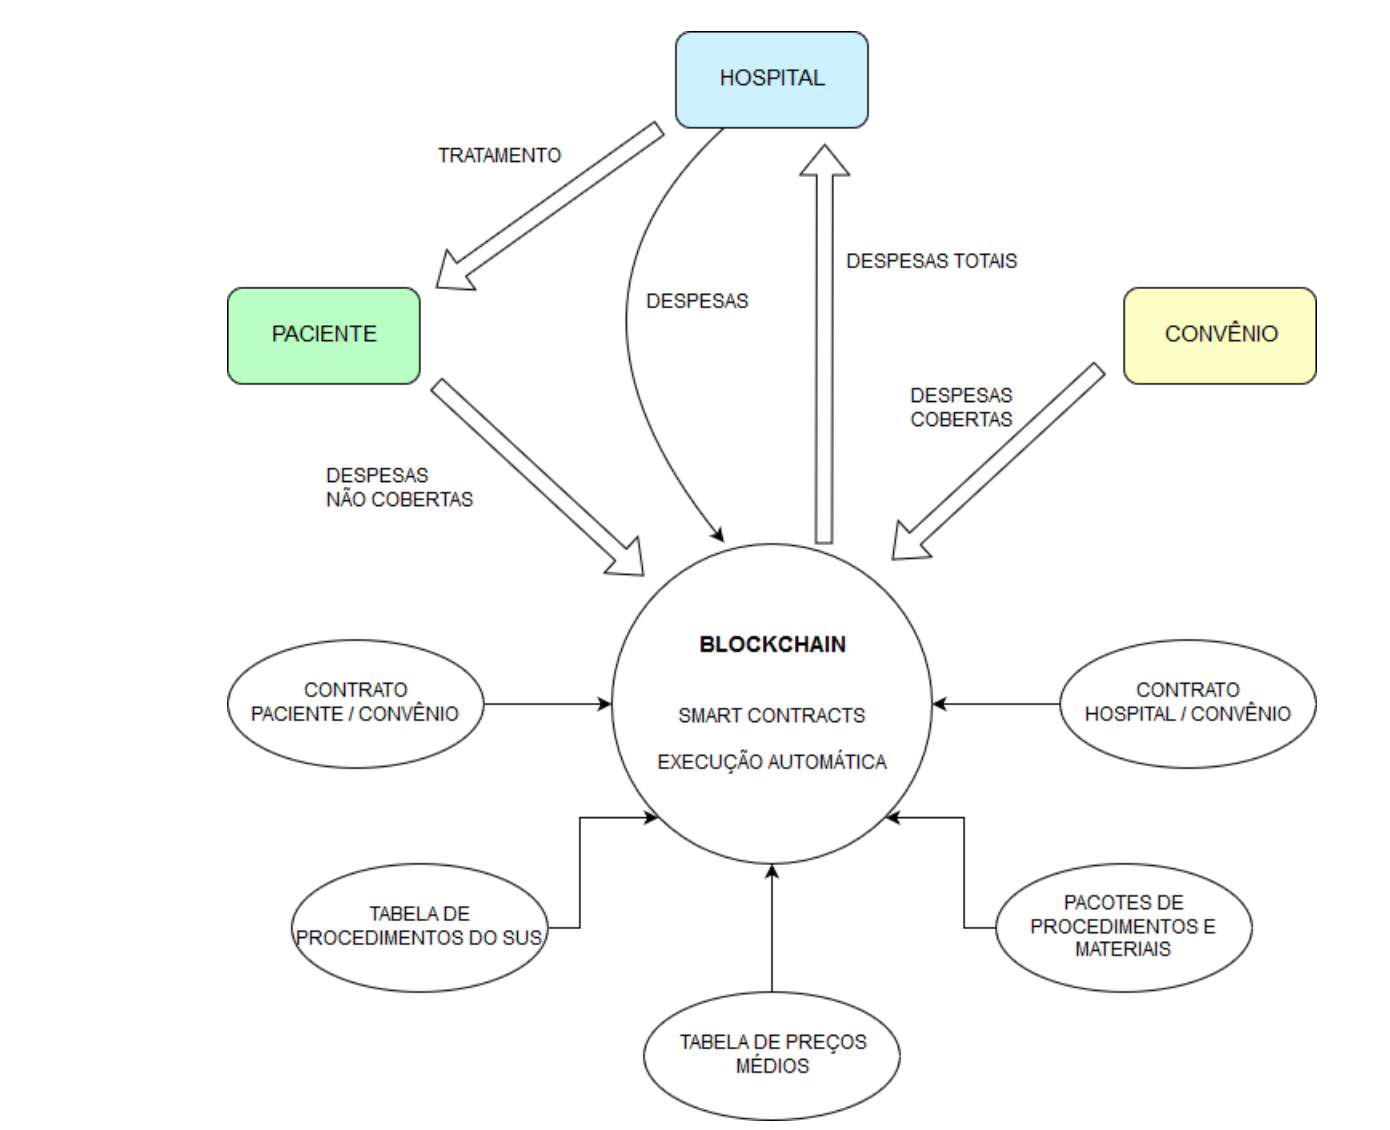 HOSPITAL
TRATAMENTO
DESPESAS TOTAIS
DESPESAS
PACIENTE
CONVÊNIO
DESPESAS
COBERTAS
DESPESAS
NÃO COBERTAS
BLOCKCHAIN
SMART CONTRACTS
EXECUÇÃO AUTOMÁTICA
CONTRATO
PACIENTE / CONVÊNIO
CONTRATO
HOSPITAL / CONVÊNIO
TABELA DE
PROCEDIMENTOS DO SUS
PACOTES DE
PROCEDIMENTOS E
MATERIAIS
TABELA DE PREÇOS
MÉDIOS